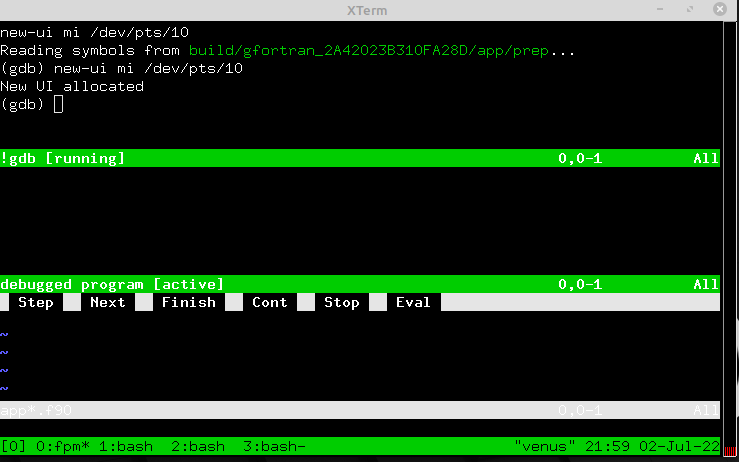 XTerm
new-ui mi /dev/pts/10
Reading symbols from build/gfortran_2A42023B310FA28D/app/prep...
(gdb) new-ui mi /dev/pts/10
New UI allocated
(gdb)
!gdb [running] 0,0-1 All
debugged program [active] 0,0-1 All
Step Next Finish Cont Stop Eval
~
~
~
~
app*.f90 0,0-1 All
[0] 0:fpm* 1:bash 2:bash 3:bash- "venus" 21:59 02-Jul-22